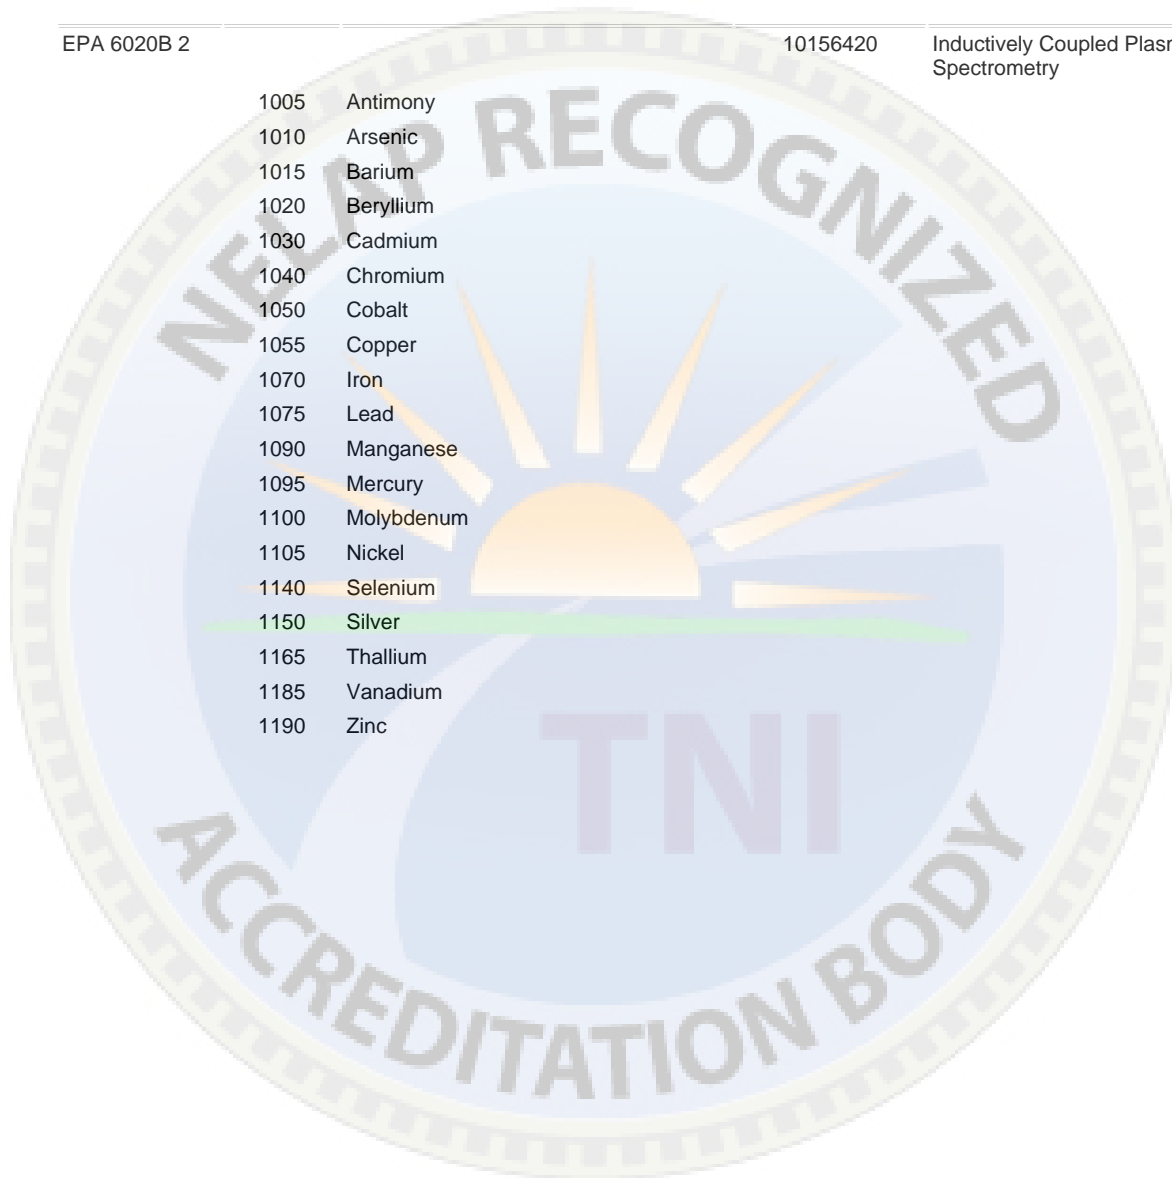 EPA 6020B 2 10156420 Inductively Coupled
Spectrometry
1005 Antimony
1010 Arsenic
1015 Barium
1020 Beryllium
1030 Cadmium
1040 Chromium
1050 Cobalt
1055 Copper
1070 Iron
1075 Lead
1090 Manganese
1095 Mercury
1100 Molybdenum
1105 Nickel
1140 Selenium
1150 Silver
1165 Thallium
1185 Vanadium
1190 Zinc
NELAP RECOGNIZED
TNI
ACCREDITATION BODY